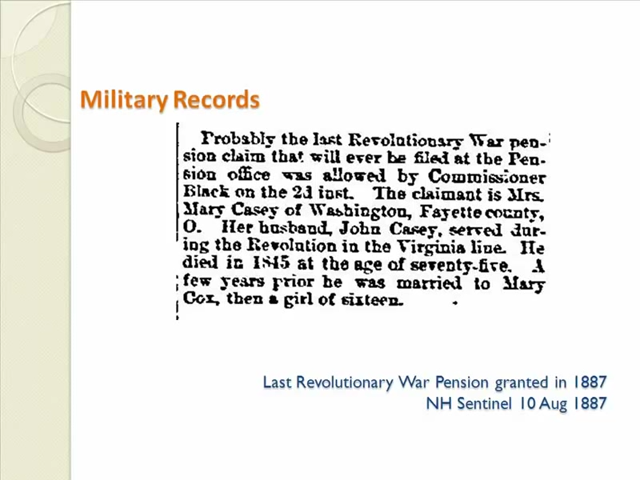 Military Records
Probably the last Revolutionary War pen-
sion claim that will ever be filed at the Pen-
sion office was allowed by Commissioner
Black on the 2d inst. The claimant is Mrs.
Mary Casey of Washington, Fayette county,
O. Her husband, John Casey, served dur-
ing the Revolution in the Virginia line. He
died in 1845 at the age of seventy-five. A
few years prior he was married to Mary
Cox, then a girl of sixteen.
Last Revolutionary War Pension granted in 1887
NH Sentinel 10 Aug 1887